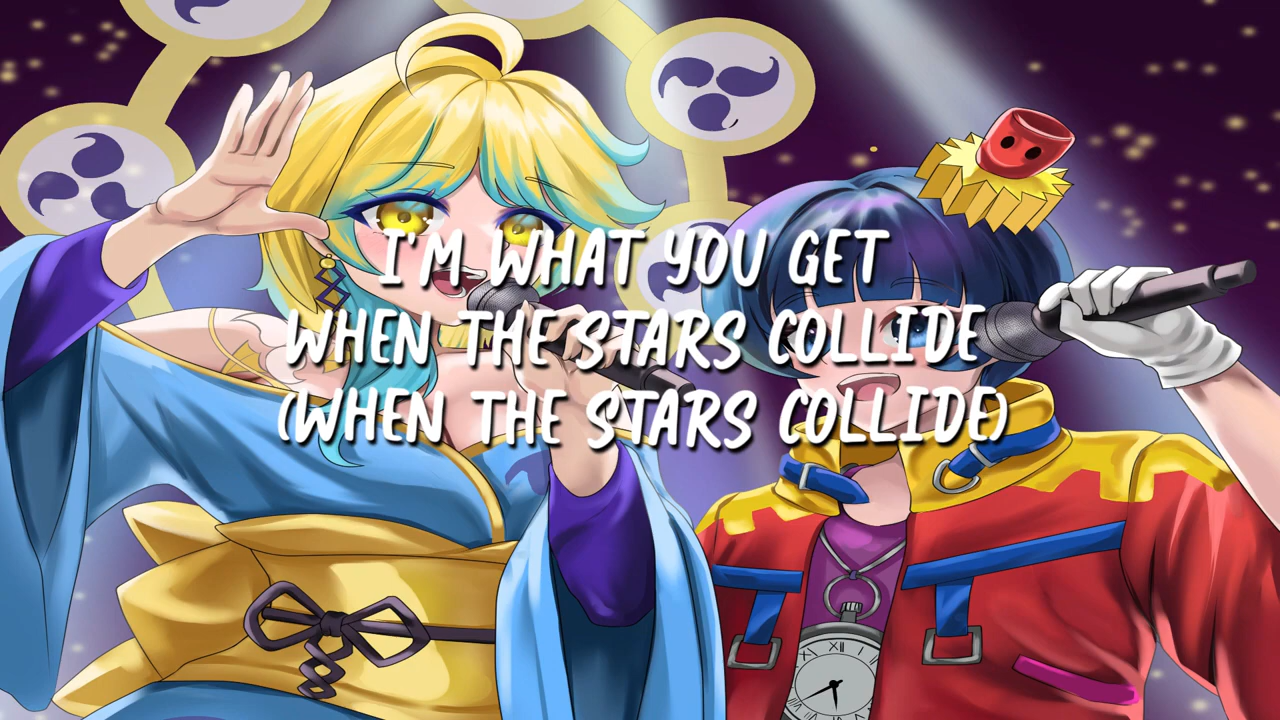 I'M WHAT YOU GET
WHEN THE STARS COLLIDE
(WHEN THE STARS COLLIDE)